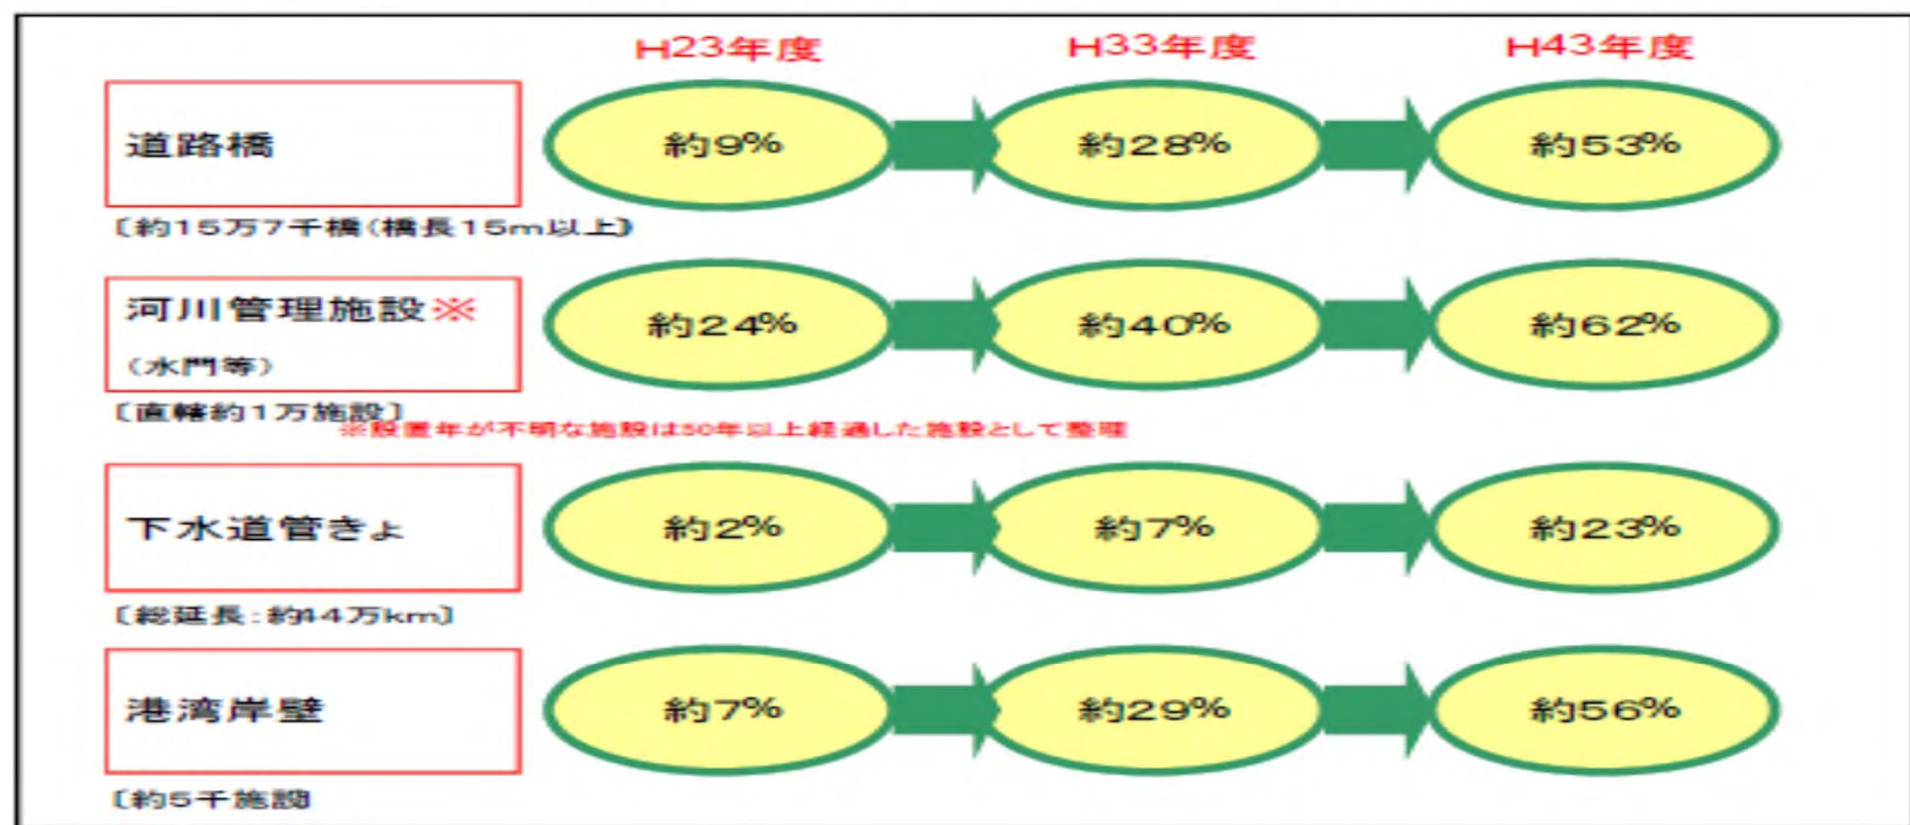 H23年度 H33年度 H43年度
道路橋 約9% 約28% 約53%
〔約15万7千橋(橋長15m以上)〕
河川管理施設※
(水門等)
約24% 約40% 約62%
〔直轄約1万施設〕
※設置年が不明な施設は50年以上経過した施設として整理
下水道管きょ 約2% 約7% 約23%
〔総延長:約44万km〕
港湾岸壁 約7% 約29% 約56%
〔約5千施設〕